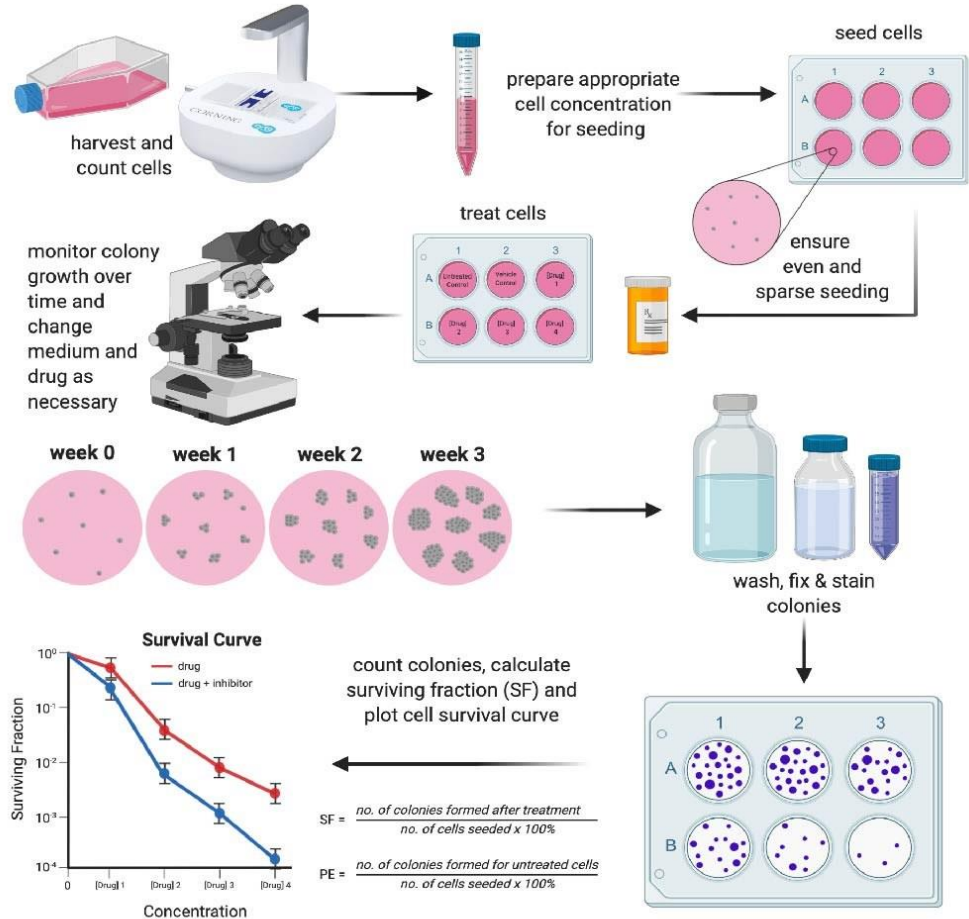 harvest and
count cells
CORNING
prepare appropriate
cell concentration
for seeding
seed cells
1 2 3
A
B
ensure
even and
sparse seeding
treat cells
1 2 3
A
Untreated
Control
Vehicle
Control
[Drug]
1
B
[Drug]
2
[Drug]
3
[Drug]
4
monitor colony
growth over
time and
change
medium and
drug as
necessary
week 0
week 1
week 2
week 3
wash, fix & stain
colonies
1 2 3
A
B
count colonies, calculate
surviving fraction (SF) and
plot cell survival curve
SF = no. of colonies formed after treatment
no. of cells seeded x 100%
PE = no. of colonies formed for untreated cells
no. of cells seeded x 100%
Survival Curve
drug
drug + inhibitor
Surviving Fraction
10⁰
10⁻¹
10⁻²
10⁻³
10⁻⁴
0 [Drug] 1 [Drug] 2 [Drug] 3 [Drug] 4
Concentration